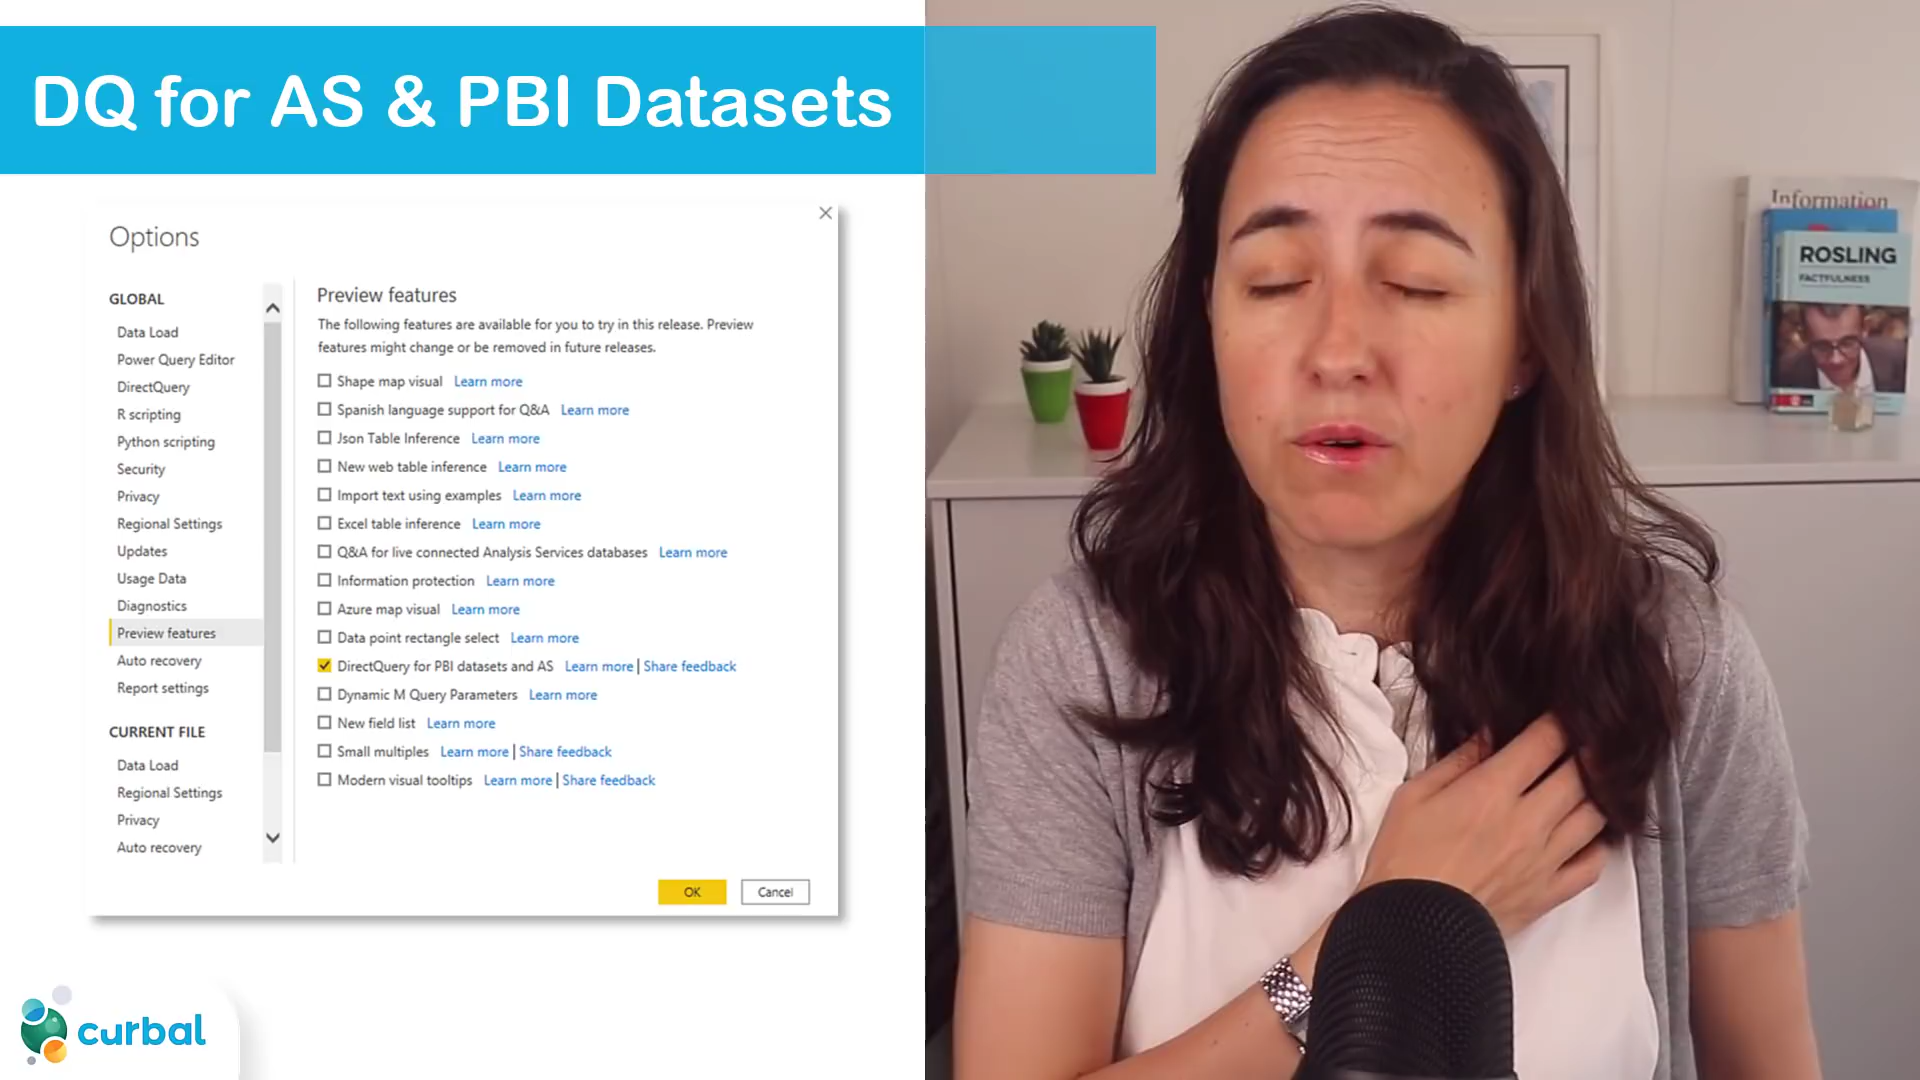 DQ for AS & PBI Datasets
Options
GLOBAL
Data Load
Power Query Editor
DirectQuery
R scripting
Python scripting
Security
Privacy
Regional Settings
Updates
Usage Data
Diagnostics
Preview features
Auto recovery
Report settings
CURRENT FILE
Data Load
Regional Settings
Privacy
Auto recovery
Preview features
The following features are available for you to try in this release. Preview
features might change or be removed in future releases.
Shape map visual Learn more
Spanish language support for Q&A Learn more
Json Table Inference Learn more
New web table inference Learn more
Import text using examples Learn more
Excel table inference Learn more
Q&A for live connected Analysis Services databases Learn more
Information protection Learn more
Azure map visual Learn more
Data point rectangle select Learn more
DirectQuery for PBI datasets and AS Learn more | Share feedback
Dynamic M Query Parameters Learn more
New field list Learn more
Small multiples Learn more | Share feedback
Modern visual tooltips Learn more | Share feedback
OK Cancel
curbal
Information
ROSLING
FACTFULNESS